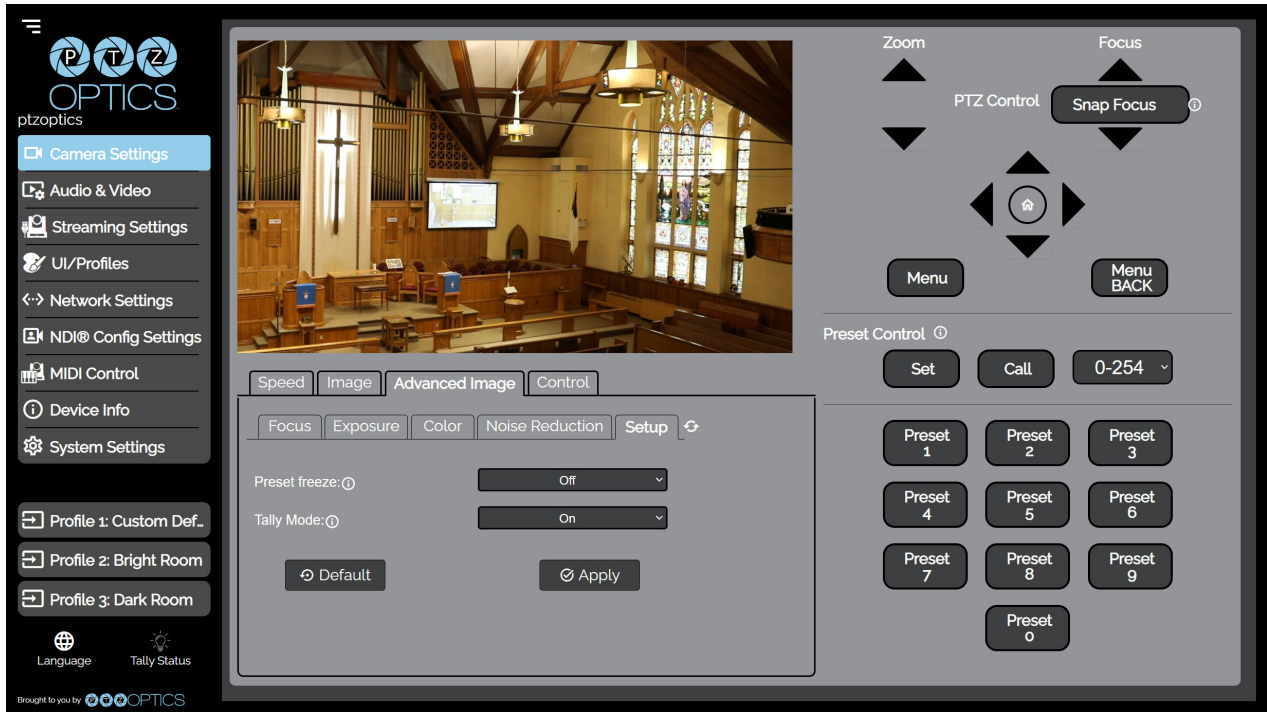 P T Z
OPTICS
ptzoptics
Camera Settings
Audio & Video
Streaming Settings
UI/Profiles
Network Settings
NDI® Config Settings
MIDI Control
Device Info
System Settings
Profile 1: Custom Def...
Profile 2: Bright Room
Profile 3: Dark Room
Language
Tally Status
Brought to you by PTZOPTICS
Speed Image Advanced Image Control
Focus Exposure Color Noise Reduction Setup
Preset freeze:
Off
Tally Mode:
On
Default
Apply
Zoom
Focus
PTZ Control
Snap Focus
Menu
Menu
BACK
Preset Control
Set
Call
0-254
Preset
1
Preset
2
Preset
3
Preset
4
Preset
5
Preset
6
Preset
7
Preset
8
Preset
9
Preset
0